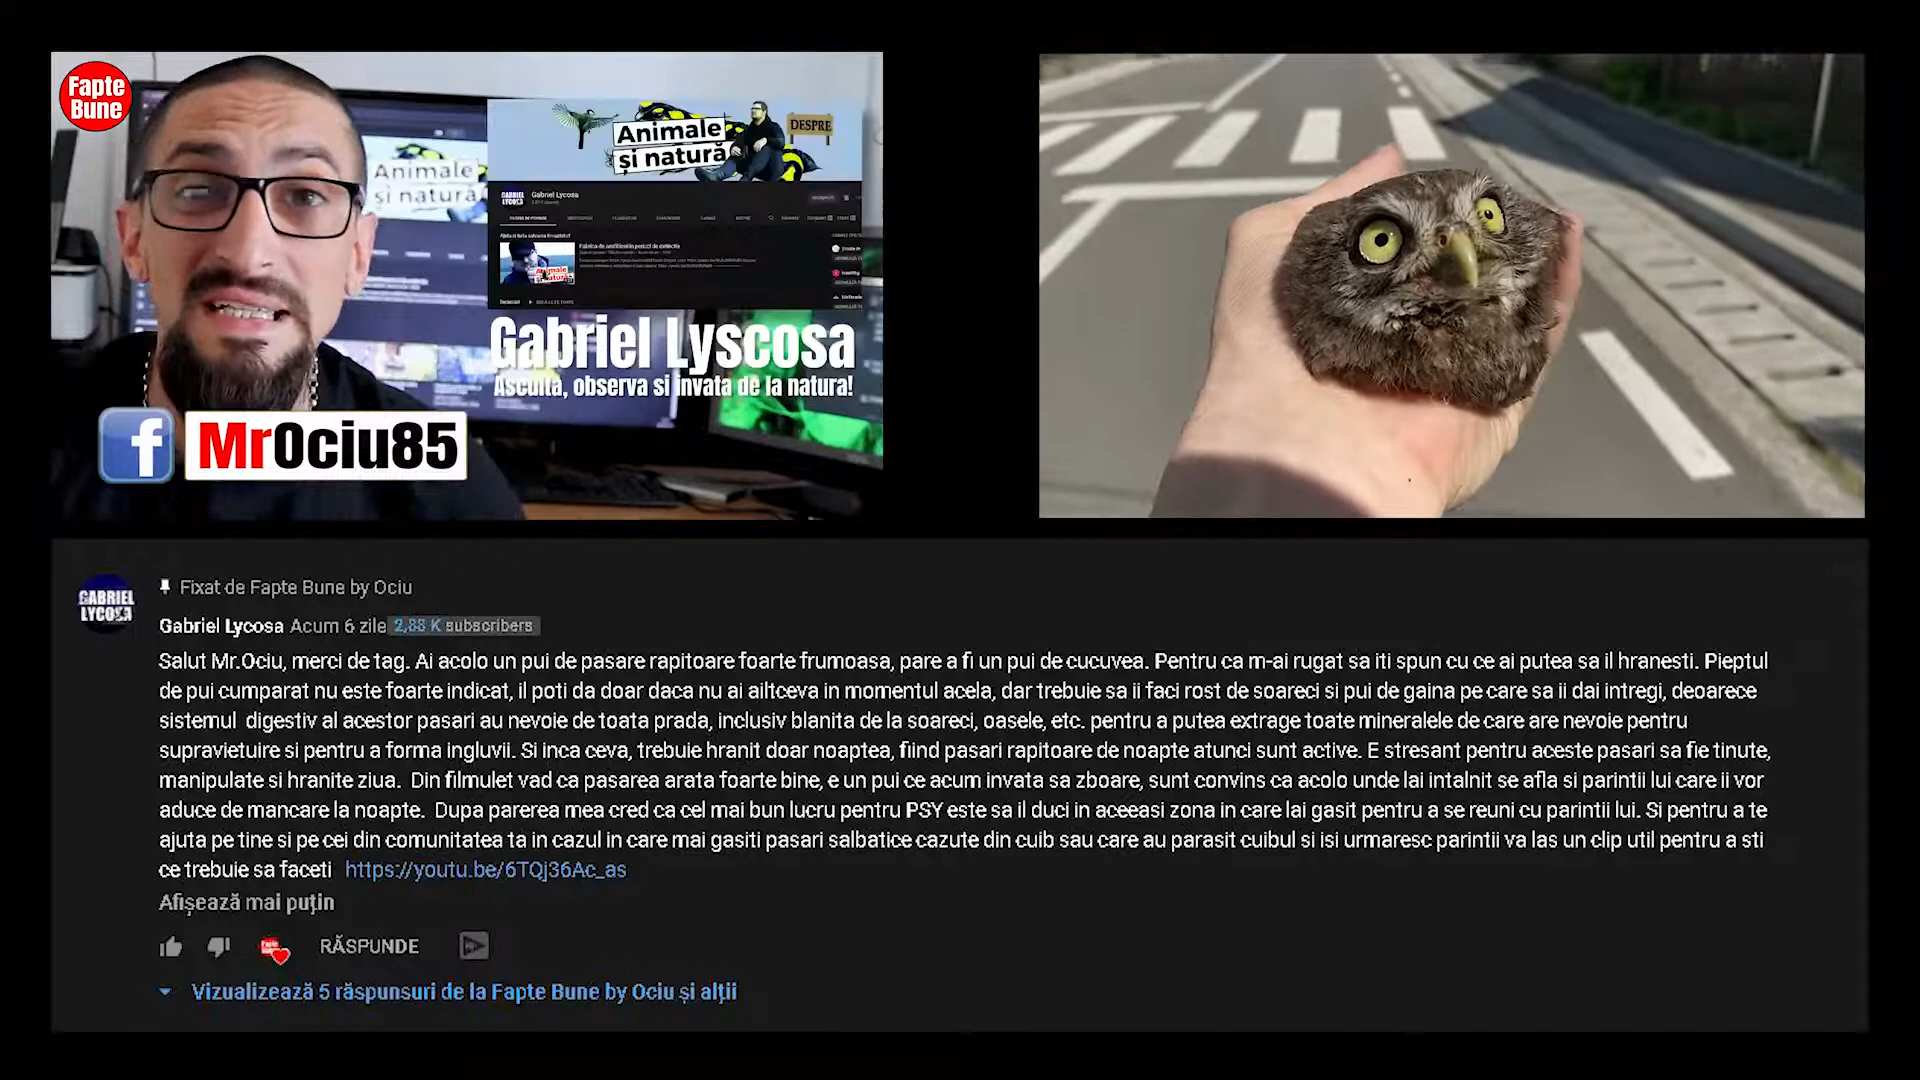 Fapte
Bune
Animale
și natură
Animale
și natură
DESPRE
GABRIEL
LYCOSA
Gabriel Lycosa
Gabriel Lyscosa
Asculta, observa si invata de la natura!
f MrOciu85
GABRIEL
LYCOSA
Fixat de Fapte Bune by Ociu
Gabriel Lycosa Acum 6 zile 2,88 K subscribers
Salut Mr.Ociu, merci de tag. Ai acolo un pui de pasare rapitoare foarte frumoasa, pare a fi un pui de cucuvea. Pentru ca m-ai rugat sa iti spun cu ce ai putea sa il hranesti. Pieptul
de pui cumparat nu este foarte indicat, il poti da doar daca nu ai ailtceva in momentul acela, dar trebuie sa ii faci rost de soareci si pui de gaina pe care sa ii dai intregi, deoarece
sistemul digestiv al acestor pasari au nevoie de toata prada, inclusiv blanita de la soareci, oasele, etc. pentru a putea extrage toate mineralele de care are nevoie pentru
supravietuire si pentru a forma ingluvii. Si inca ceva, trebuie hranit doar noaptea, fiind pasari rapitoare de noapte atunci sunt active. E stresant pentru aceste pasari sa fie tinute,
manipulate si hranite ziua. Din filmulet vad ca pasarea arata foarte bine, e un pui ce acum invata sa zboare, sunt convins ca acolo unde lai intalnit se afla si parintii lui care ii vor
aduce de mancare la noapte. Dupa parerea mea cred ca cel mai bun lucru pentru PSY este sa il duci in aceeasi zona in care lai gasit pentru a se reuni cu parintii lui. Si pentru a te
ajuta pe tine si pe cei din comunitatea ta in cazul in care mai gasiti pasari salbatice cazute din cuib sau care au parasit cuibul si isi urmaresc parintii va las un clip util pentru a sti
ce trebuie sa faceti https://youtu.be/6TQj36Ac_as
Afișează mai puțin
RĂSPUNDE
Vizualizează 5 răspunsuri de la Fapte Bune by Ociu și alții